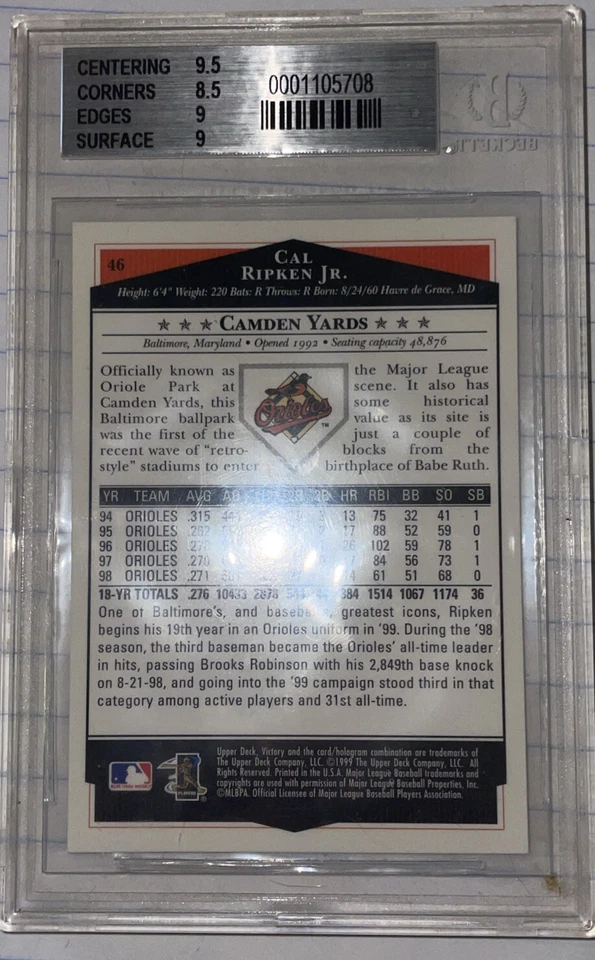 CENTERING 9.5
CORNERS 8.5
EDGES 9
SURFACE 9
0001105708
BECKETT
46
CAL
RIPKEN JR.
Height: 6'4" Weight: 220 Bats: R Throws: R Born: 8/24/60 Havre de Grace, MD
CAMDEN YARDS
Baltimore, Maryland • Opened 1992 • Seating capacity 48,876
Officially known as
Oriole Park at
Camden Yards, this
Baltimore ballpark
was the first of the
recent wave of "retro-
style" stadiums to enter
Orioles
TM
the Major League
scene. It also has
some historical
value as its site is
just a couple of
blocks from the
birthplace of Babe Ruth.
YR TEAM AVG HR RBI BB SO SB
94 ORIOLES .315 13 75 32 41 1
95 ORIOLES .262 17 88 52 59 0
96 ORIOLES 26 102 59 78 1
97 ORIOLES .270 84 56 73 1
98 ORIOLES .271 61 51 68 0
18-YR TOTALS .276 10433 2878 384 1514 1067 1174 36
One of Baltimore's, and baseball's, greatest icons, Ripken
begins his 19th year in an Orioles uniform in '99. During the '98
season, the third baseman became the Orioles' all-time leader
in hits, passing Brooks Robinson with his 2,849th base knock
on 8-21-98, and going into the '99 campaign stood third in that
category among active players and 31st all-time.
Upper Deck, Victory and the card/hologram combination are trademarks of
The Upper Deck Company, LLC. ©1999 The Upper Deck Company, LLC. All
Rights Reserved. Printed in the U.S.A. Major League Baseball trademarks and
copyrights are used with permission of Major League Baseball Properties, Inc.
©MLBPA. Official Licensee of Major League Baseball Players Association.